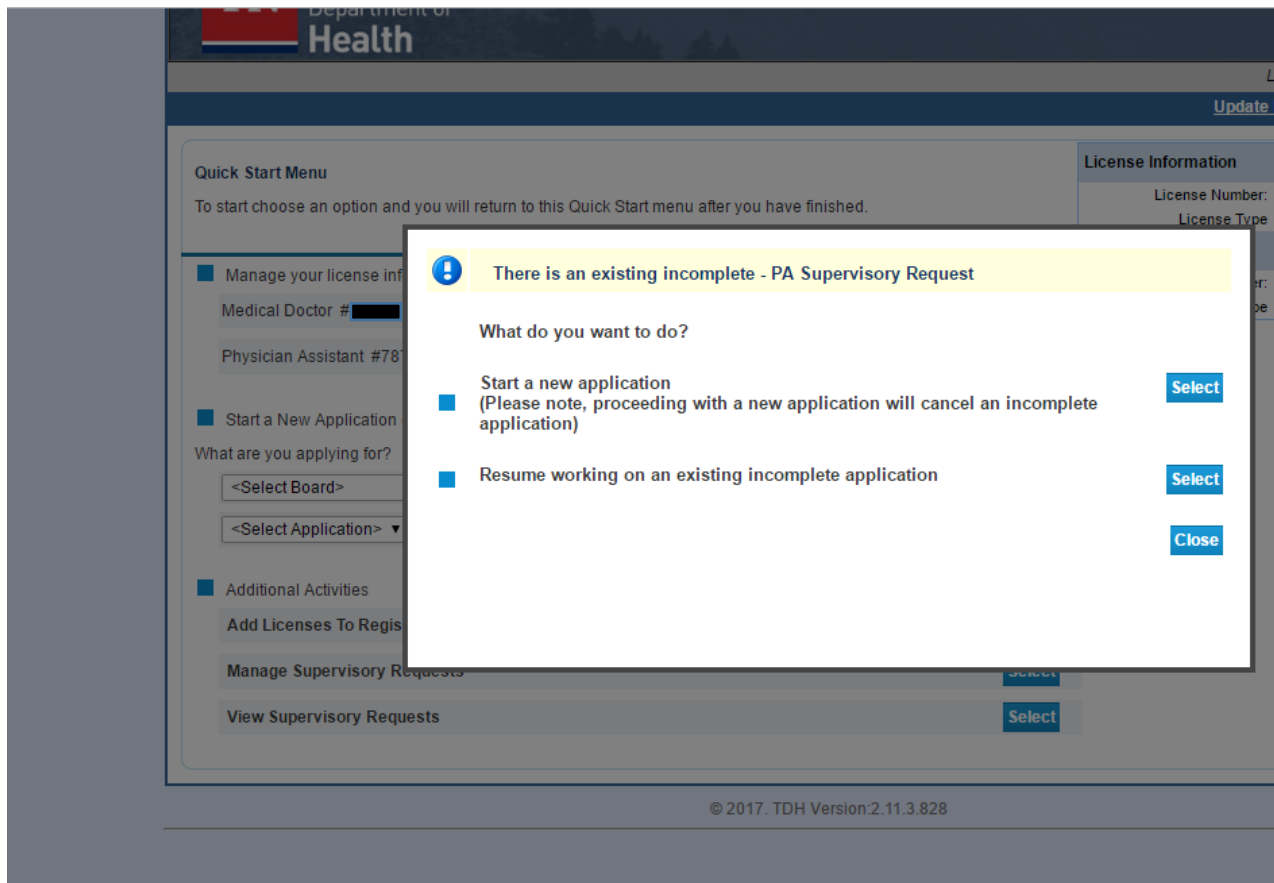 Department of
Health
L
Update
Quick Start Menu
To start choose an option and you will return to this Quick Start menu after you have finished.
License Information
License Number:
License Type
Manage your license inf
Medical Doctor #
Physician Assistant #78
Start a New Application
What are you applying for?
<Select Board>
<Select Application>
Additional Activities
Add Licenses To Regis
Manage Supervisory Requests
Select
View Supervisory Requests
Select
There is an existing incomplete - PA Supervisory Request
What do you want to do?
Start a new application
Select
(Please note, proceeding with a new application will cancel an incomplete
application)
Resume working on an existing incomplete application
Select
Close
er:
pe
© 2017. TDH Version:2.11.3.828